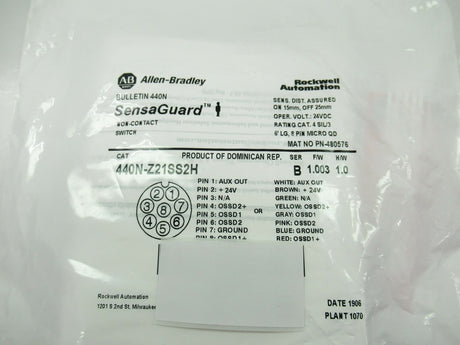 AB Allen-Bradley
Rockwell
Automation
BULLETIN 440N
SensaGuard™
NON-CONTACT
SWITCH
SENS. DIST. ASSURED
ON 15mm, OFF 25mm
OPER. VOLT.: 24VDC
RATING CAT. 4 SIL/3
6" LG, 8 PIN MICRO QD
MAT NO PN-480576
CAT PRODUCT OF DOMINICAN REP. SER F/W H/W
440N-Z21SS2H B 1.003 1.0
1 2 3 4 5 6 7 8
PIN 1: AUX OUT WHITE: AUX OUT
PIN 2: + 24V BROWN: + 24V
PIN 3: N/A GREEN: N/A
PIN 4: OSSD2+ OR YELLOW: OSSD2+
PIN 5: OSSD1 GRAY: OSSD1
PIN 6: OSSD2 PINK: OSSD2
PIN 7: GROUND BLUE: GROUND
PIN 8: OSSD1+ RED: OSSD1+
Rockwell Automation
1201 S 2nd St. Milwaukee
DATE 1906
PLANT 1070